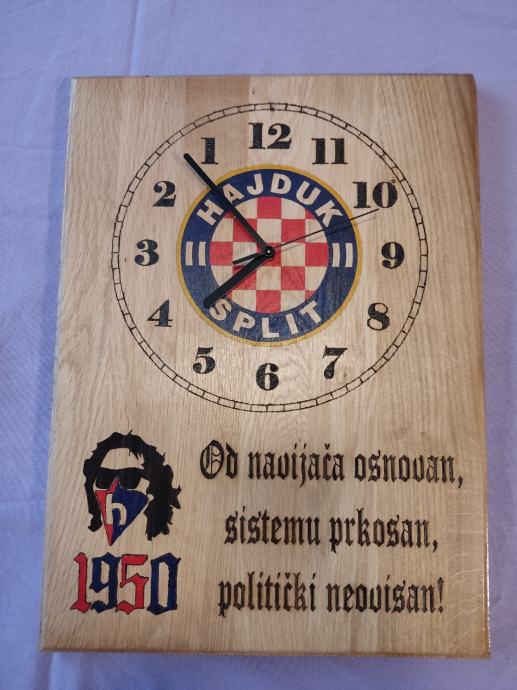 12
1
11
2
10
HAJDUK
3
9
SPLIT
4
8
5
7
6
h
Od navijača osnovan,
sistemu prkosan,
1950
politički neovisan!